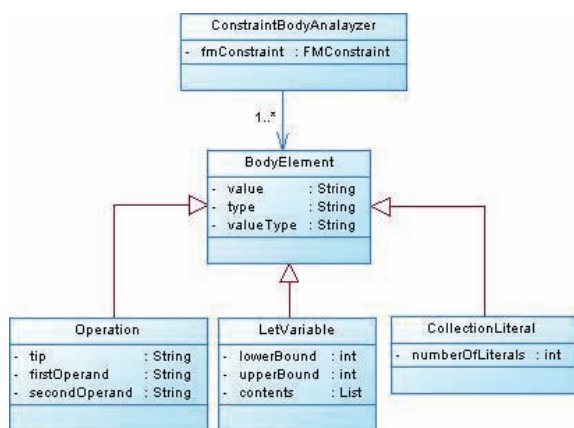 ConstraintBodyAnalayzer
- fmConstraint : FMConstraint
1..*
BodyElement
- value : String
- type : String
- valueType : String
Operation
- tip : String
- firstOperand : String
- secondOperand : String
LetVariable
- lowerBound : int
- upperBound : int
- contents : List
CollectionLiteral
- numberOfLiterals : int